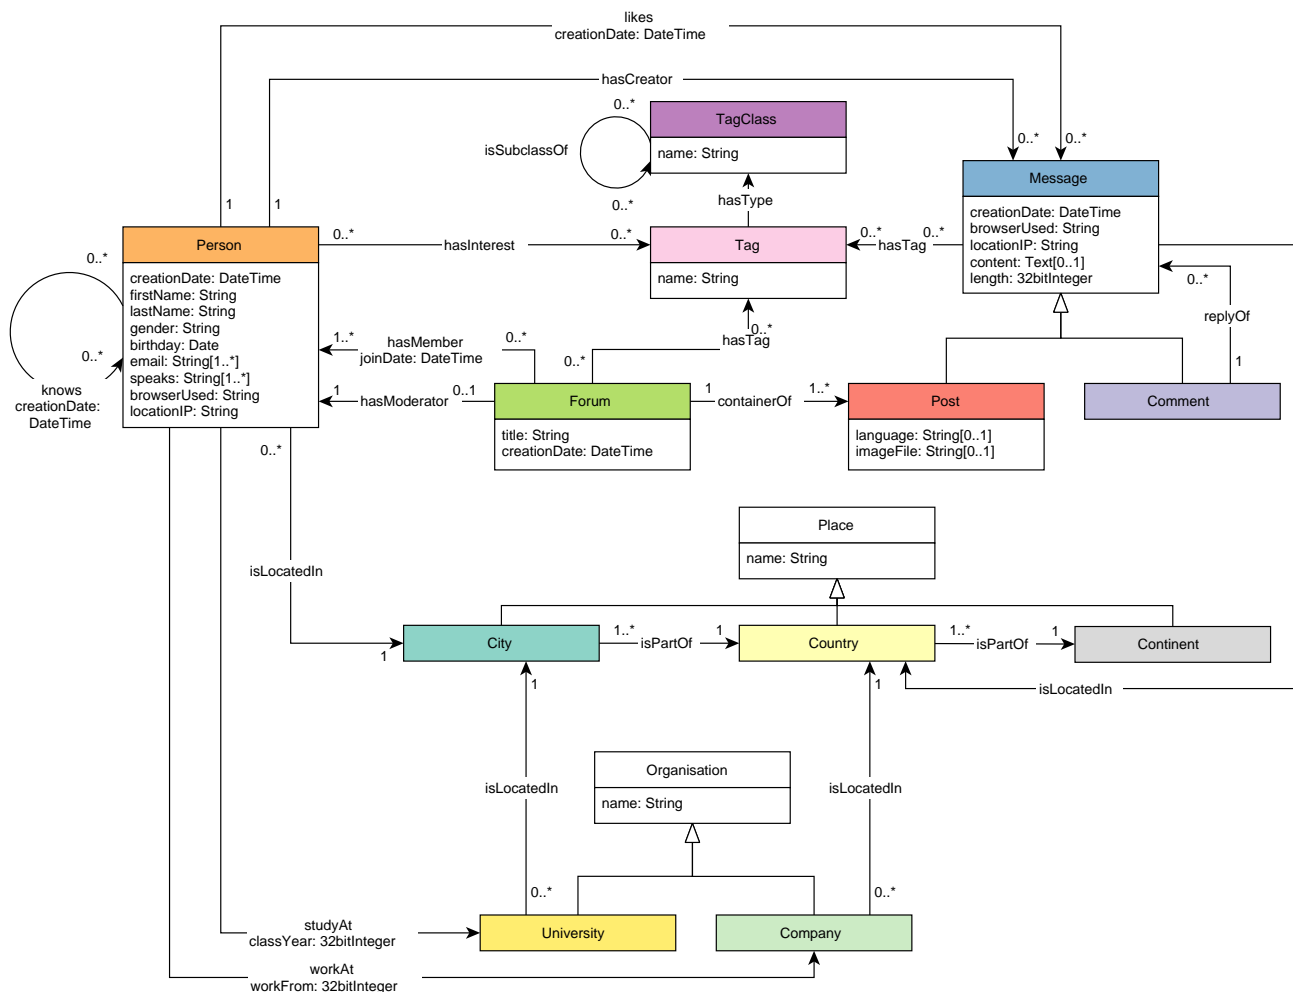 likes
creationDate: DateTime
hasCreator
0..*
TagClass
name: String
isSubclassOf
0..*
0..*
0..*
Message
creationDate: DateTime
browserUsed: String
locationIP: String
content: Text[0..1]
length: 32bitInteger
hasType
1
1
Person
creationDate: DateTime
firstName: String
lastName: String
gender: String
birthday: Date
email: String[1..*]
speaks: String[1..*]
browserUsed: String
locationIP: String
0..*
hasInterest
0..*
Tag
name: String
0..*
hasTag
0..*
0..*
0..*
knows
creationDate:
DateTime
0..*
replyOf
1
1..*
hasMember
joinDate: DateTime
0..*
0..*
hasTag
0..*
1
hasModerator
0..1
Forum
title: String
creationDate: DateTime
1
containerOf
1..*
Post
language: String[0..1]
imageFile: String[0..1]
Comment
0..*
isLocatedIn
1
Place
name: String
City
1..*
isPartOf
1
Country
1..*
isPartOf
1
Continent
1
1
isLocatedIn
isLocatedIn
isLocatedIn
Organisation
name: String
0..*
0..*
University
Company
studyAt
classYear: 32bitInteger
workAt
workFrom: 32bitInteger